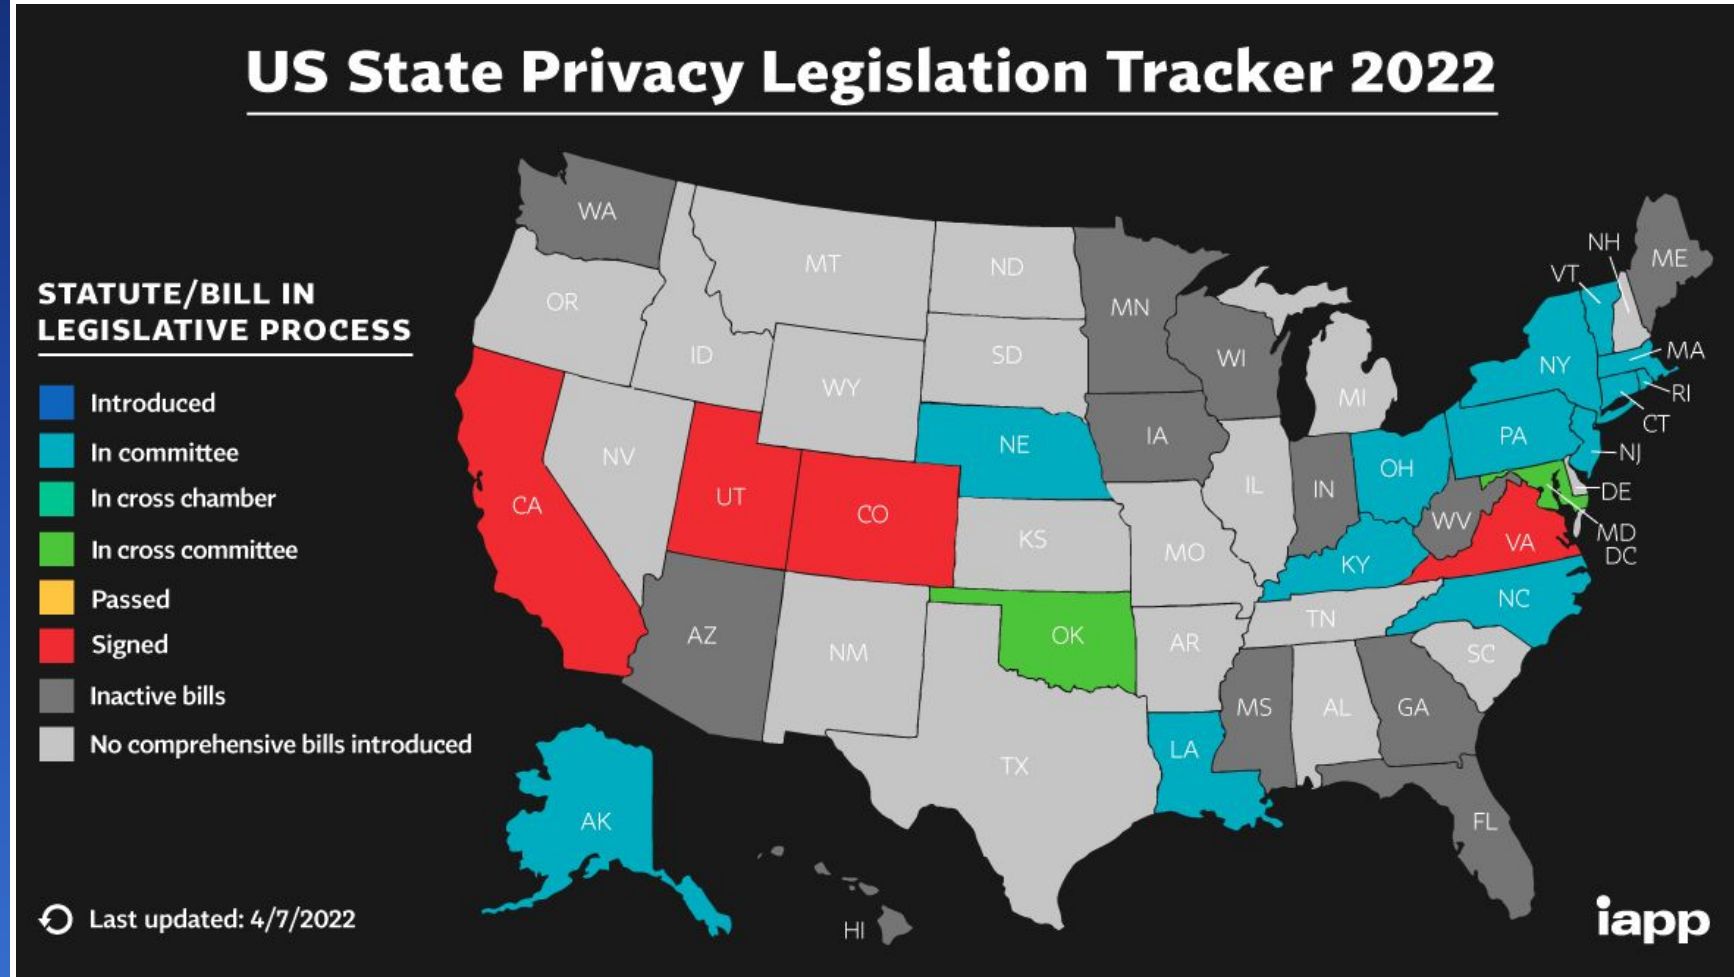 US State Privacy Legislation Tracker 2022
STATUTE/BILL IN
LEGISLATIVE PROCESS
Introduced
In committee
In cross chamber
In cross committee
Passed
Signed
Inactive bills
No comprehensive bills introduced
Last updated: 4/7/2022
WA
OR
MT
ID
WY
ND
SD
MN
WI
MI
NE
IA
NV
UT
CO
CA
KS
MO
IL
IN
OH
KY
WV
VA
PA
NY
VT
NH
ME
MA
RI
CT
NJ
DE
MD
DC
AZ
NM
OK
AR
TN
NC
SC
TX
LA
MS
AL
GA
FL
AK
HI
iapp